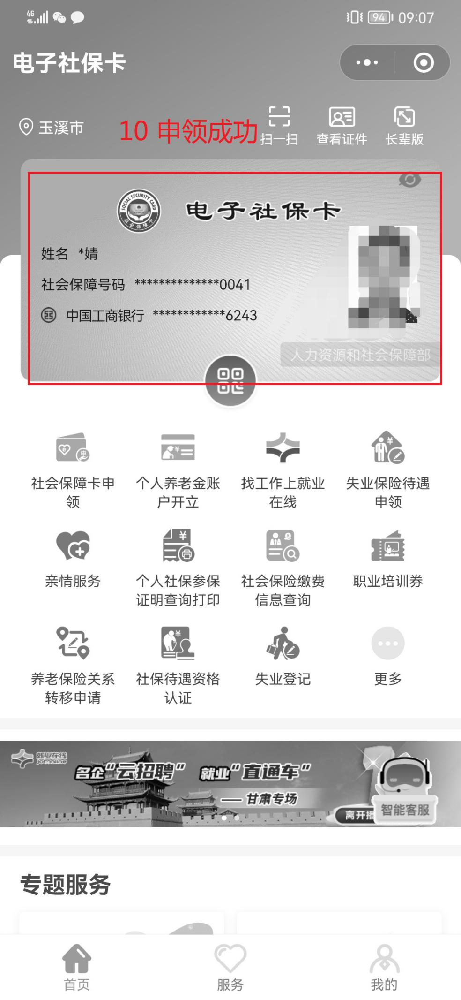 4G
94 09:07
电子社保卡
玉溪市
10 申领成功
扫一扫
查看证件
长辈版
SOCIAL SECURITY CARD
社会保障卡
电子社保卡
姓名 *婧
社会保障号码 **************0041
中国工商银行 ************6243
人力资源和社会保障部
社会保障卡申
领
个人养老金账
户开立
找工作上就业
在线
失业保险待遇
申领
亲情服务
个人社保参保
证明查询打印
社会保险缴费
信息查询
职业培训券
养老保险关系
转移申请
社保待遇资格
认证
失业登记
更多
就业在线
名企“云招聘” 就业“直通车”
—— 甘肃专场
离开播
智能客服
专题服务
首页
服务
我的